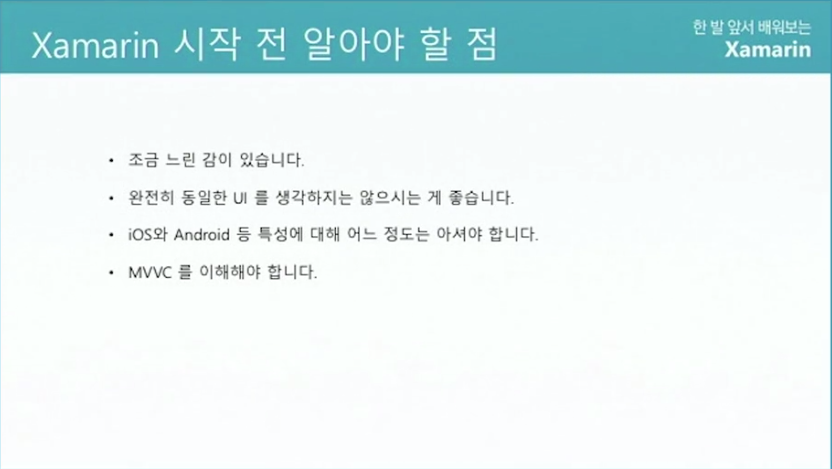 Xamarin 시작 전 알아야 할 점
한 발 앞서 배워보는
Xamarin
• 조금 느린 감이 있습니다.
• 완전히 동일한 UI 를 생각하지는 않으시는 게 좋습니다.
• iOS와 Android 등 특성에 대해 어느 정도는 아셔야 합니다.
• MVVC 를 이해해야 합니다.